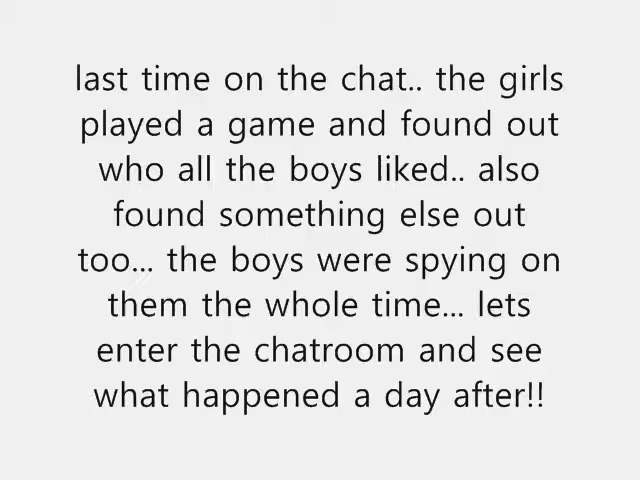 last time on the chat.. the girls
played a game and found out
who all the boys liked.. also
found something else out
too... the boys were spying on
them the whole time... lets
enter the chatroom and see
what happened a day after!!